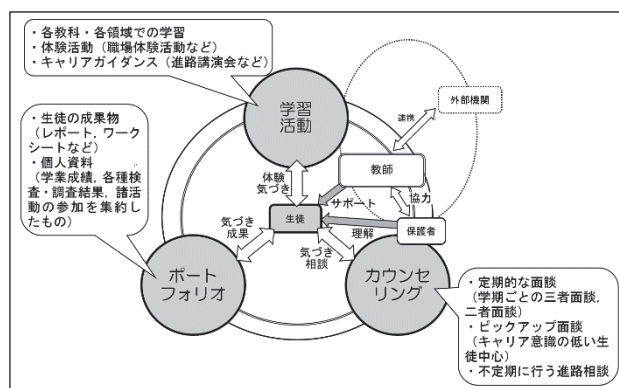 ・各教科・各領域での学習
・体験活動（職場体験活動など）
・キャリアガイダンス（進路講演会など）
学習
活動
外部機関
連携
・生徒の成果物
（レポート，ワーク
シートなど）
・個人資料
（学業成績，各種検
査・調査結果，諸活
動の参加を集約し
たもの）
教師
体験
気づき
サポート
協力
生徒
保護者
理解
気づき
成果
気づき
相談
ポート
フォリオ
カウンセ
リング
・定期的な面談
（学期ごとの三者面談，
二者面談）
・ピックアップ面談
（キャリア意識の低い生
徒中心）
・不定期に行う進路相談